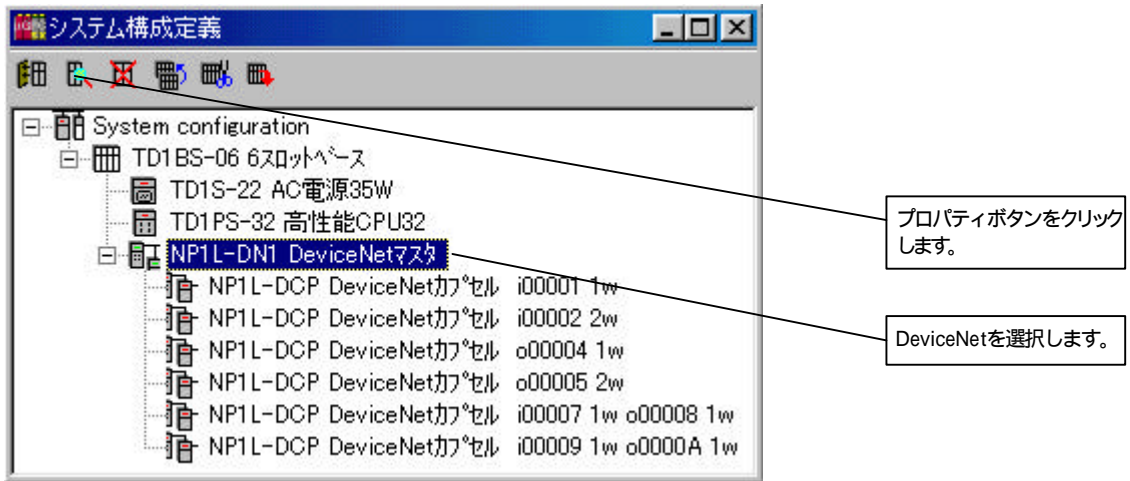 システム構成定義
System configuration
TD1BS-06 6スロットベース
TD1S-22 AC電源35W
TD1PS-32 高性能CPU32
NP1L-DN1 DeviceNetマスタ
NP1L-DCP DeviceNetカプセル i00001 1w
NP1L-DCP DeviceNetカプセル i00002 2w
NP1L-DCP DeviceNetカプセル o00004 1w
NP1L-DCP DeviceNetカプセル o00005 2w
NP1L-DCP DeviceNetカプセル i00007 1w o00008 1w
NP1L-DCP DeviceNetカプセル i00009 1w o0000A 1w
プロパティボタンをクリック
します。
DeviceNetを選択します。